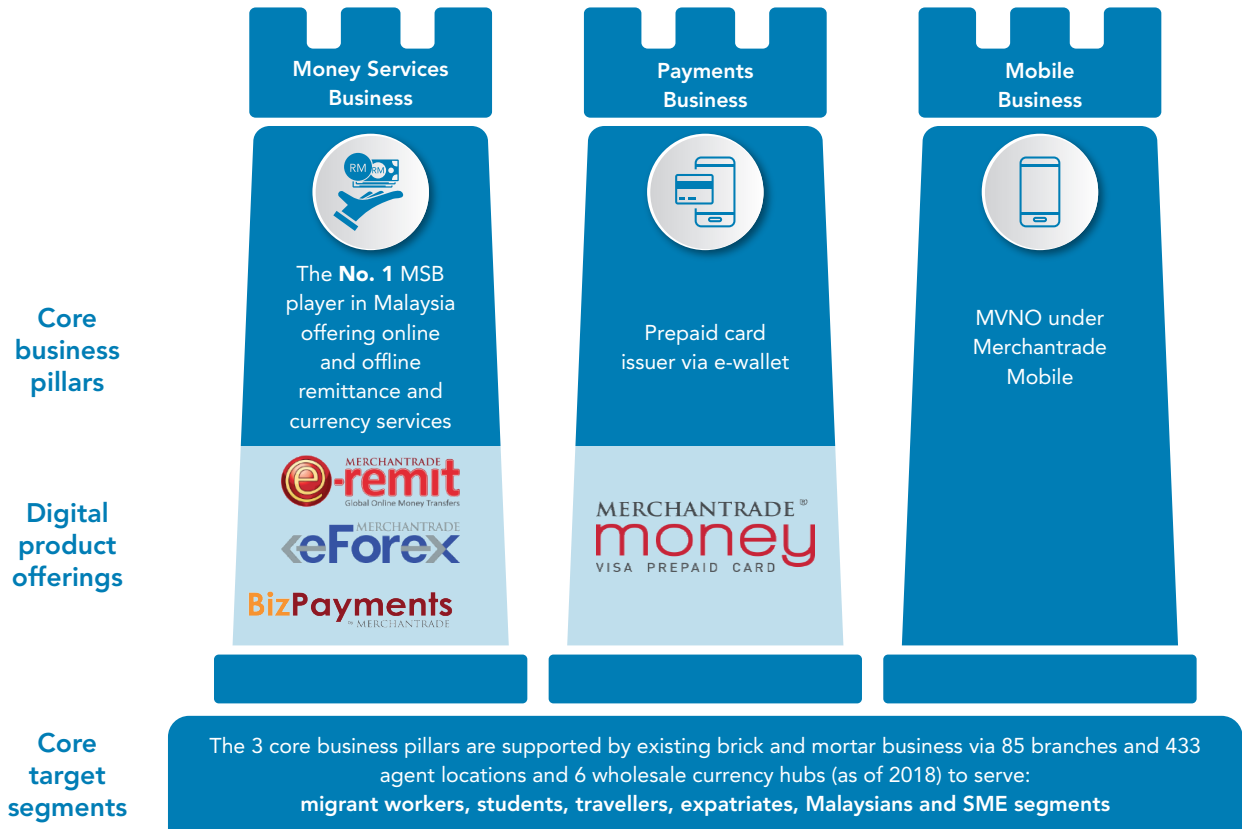 Money Services
Business
Payments
Business
Mobile
Business
RM
RM
Core
business
pillars
The No. 1 MSB
player in Malaysia
offering online
and offline
remittance and
currency services
Prepaid card
issuer via e-wallet
MVNO under
Merchantrade
Mobile
Digital
product
offerings
MERCHANTRADE
e-remit
Global Online Money Transfers
MERCHANTRADE
eForex
BizPayments
BY MERCHANTRADE
MERCHANTRADE®
money
VISA PREPAID CARD
Core
target
segments
The 3 core business pillars are supported by existing brick and mortar business via 85 branches and 433
agent locations and 6 wholesale currency hubs (as of 2018) to serve:
migrant workers, students, travellers, expatriates, Malaysians and SME segments